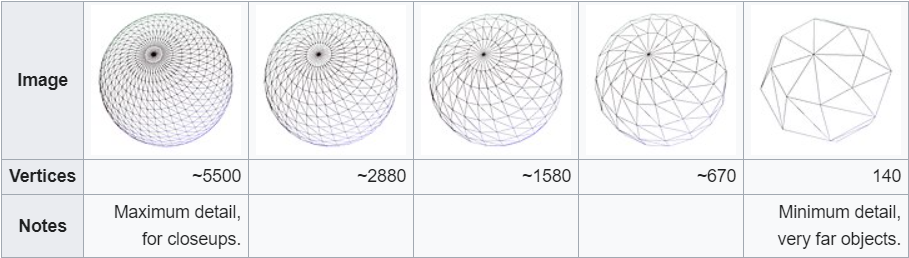 Image
Vertices ~5500 ~2880 ~1580 ~670 140
Notes Maximum detail, for closeups. Minimum detail, very far objects.